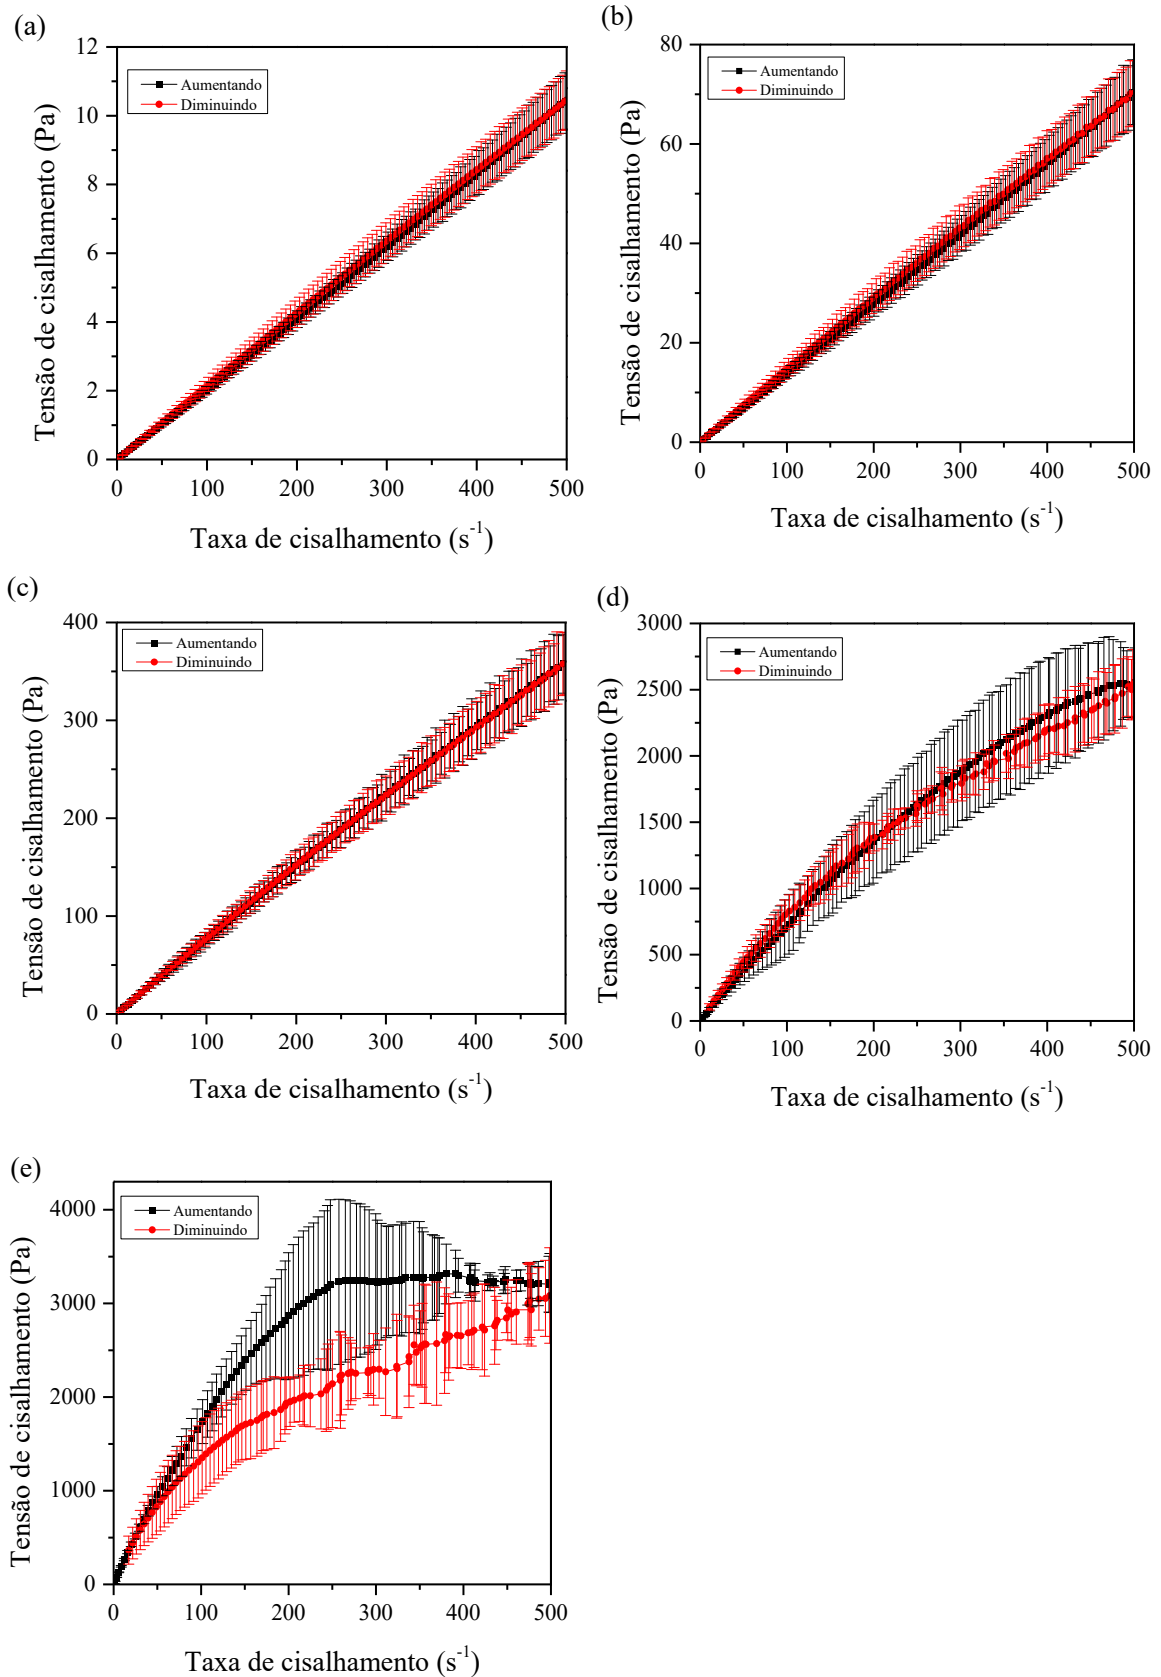 (a)
12
10
8
6
4
2
0
Tensão de cisalhamento (Pa)
Aumentando
Diminuindo
0 100 200 300 400 500
Taxa de cisalhamento (s⁻¹)
(b)
80
60
40
20
0
Tensão de cisalhamento (Pa)
Aumentando
Diminuindo
0 100 200 300 400 500
Taxa de cisalhamento (s⁻¹)
(c)
400
300
200
100
0
Tensão de cisalhamento (Pa)
Aumentando
Diminuindo
0 100 200 300 400 500
Taxa de cisalhamento (s⁻¹)
(d)
3000
2500
2000
1500
1000
500
0
Tensão de cisalhamento (Pa)
Aumentando
Diminuindo
0 100 200 300 400 500
Taxa de cisalhamento (s⁻¹)
(e)
4000
3000
2000
1000
0
Tensão de cisalhamento (Pa)
Aumentando
Diminuindo
0 100 200 300 400 500
Taxa de cisalhamento (s⁻¹)